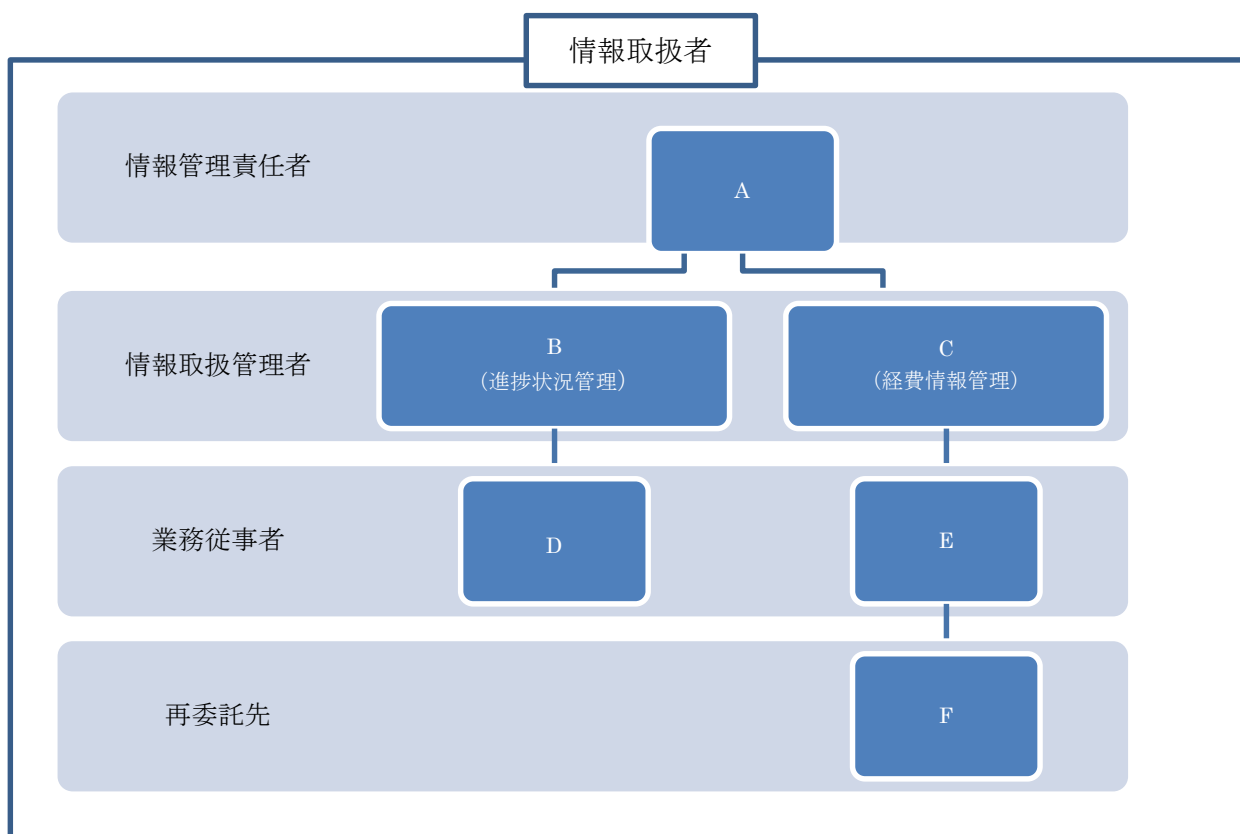 情報取扱者
情報管理責任者
A
情報取扱管理者
B
（進捗状況管理）
C
（経費情報管理）
業務従事者
D
E
再委託先
F